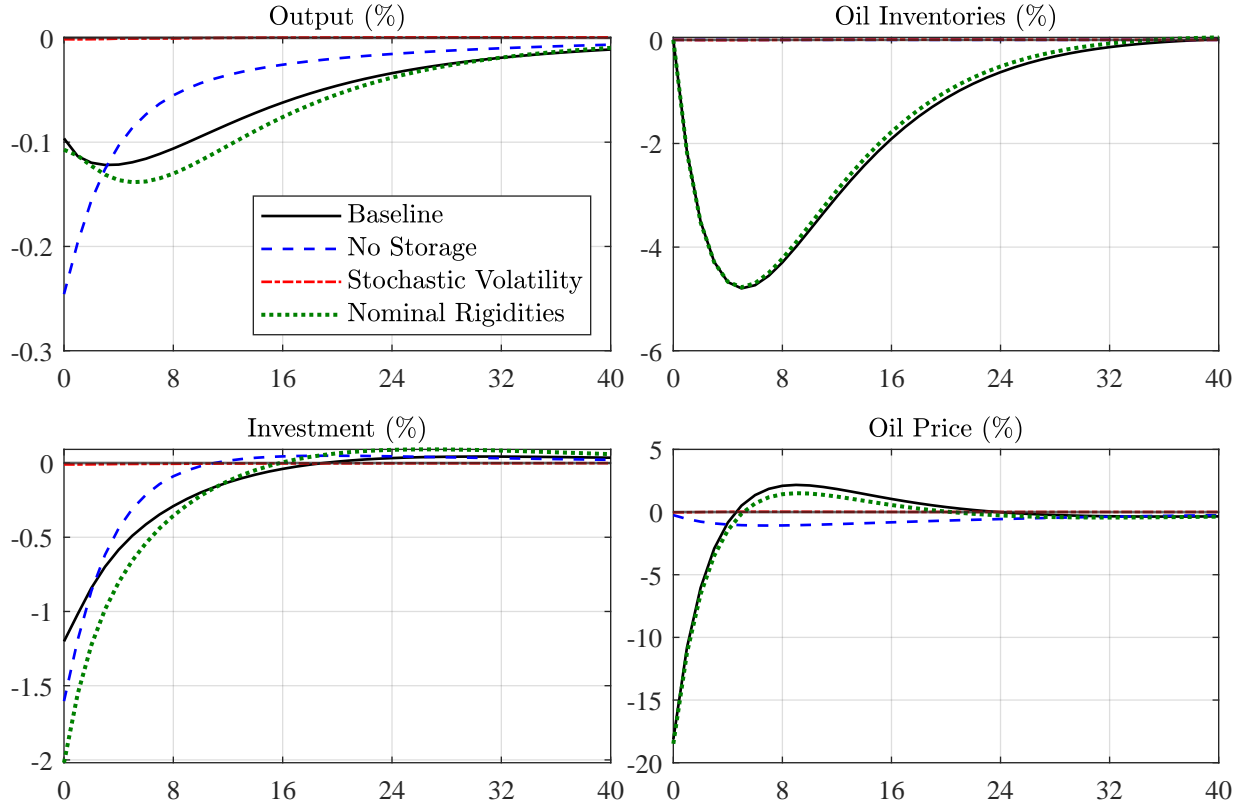 Output (%)
0
-0.1
-0.2
-0.3
0 8 16 24 32 40
Baseline
No Storage
Stochastic Volatility
Nominal Rigidities
Oil Inventories (%)
0
-2
-4
-6
0 8 16 24 32 40
Investment (%)
0
-0.5
-1
-1.5
-2
0 8 16 24 32 40
Oil Price (%)
5
0
-5
-10
-15
-20
0 8 16 24 32 40